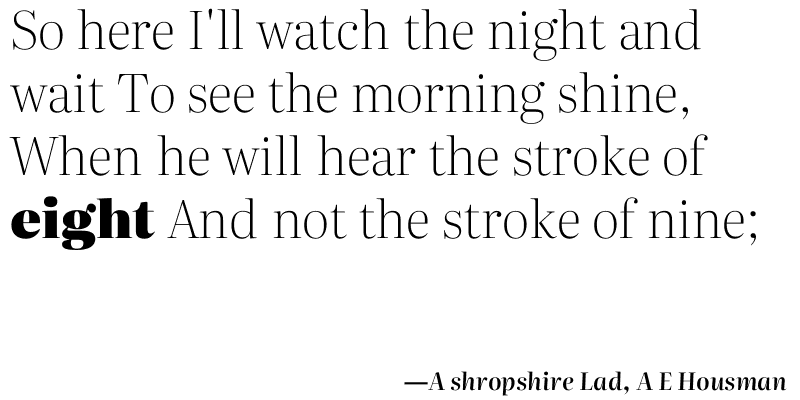 So here I'll watch the night and
wait To see the morning shine,
When he will hear the stroke of
eight And not the stroke of nine;
—A shropshire Lad, A E Housman